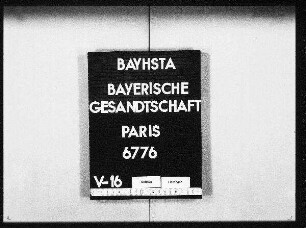 BAYHSTA
BAYERISCHE
GESANDTSCHAFT
PARIS
6776
V-16